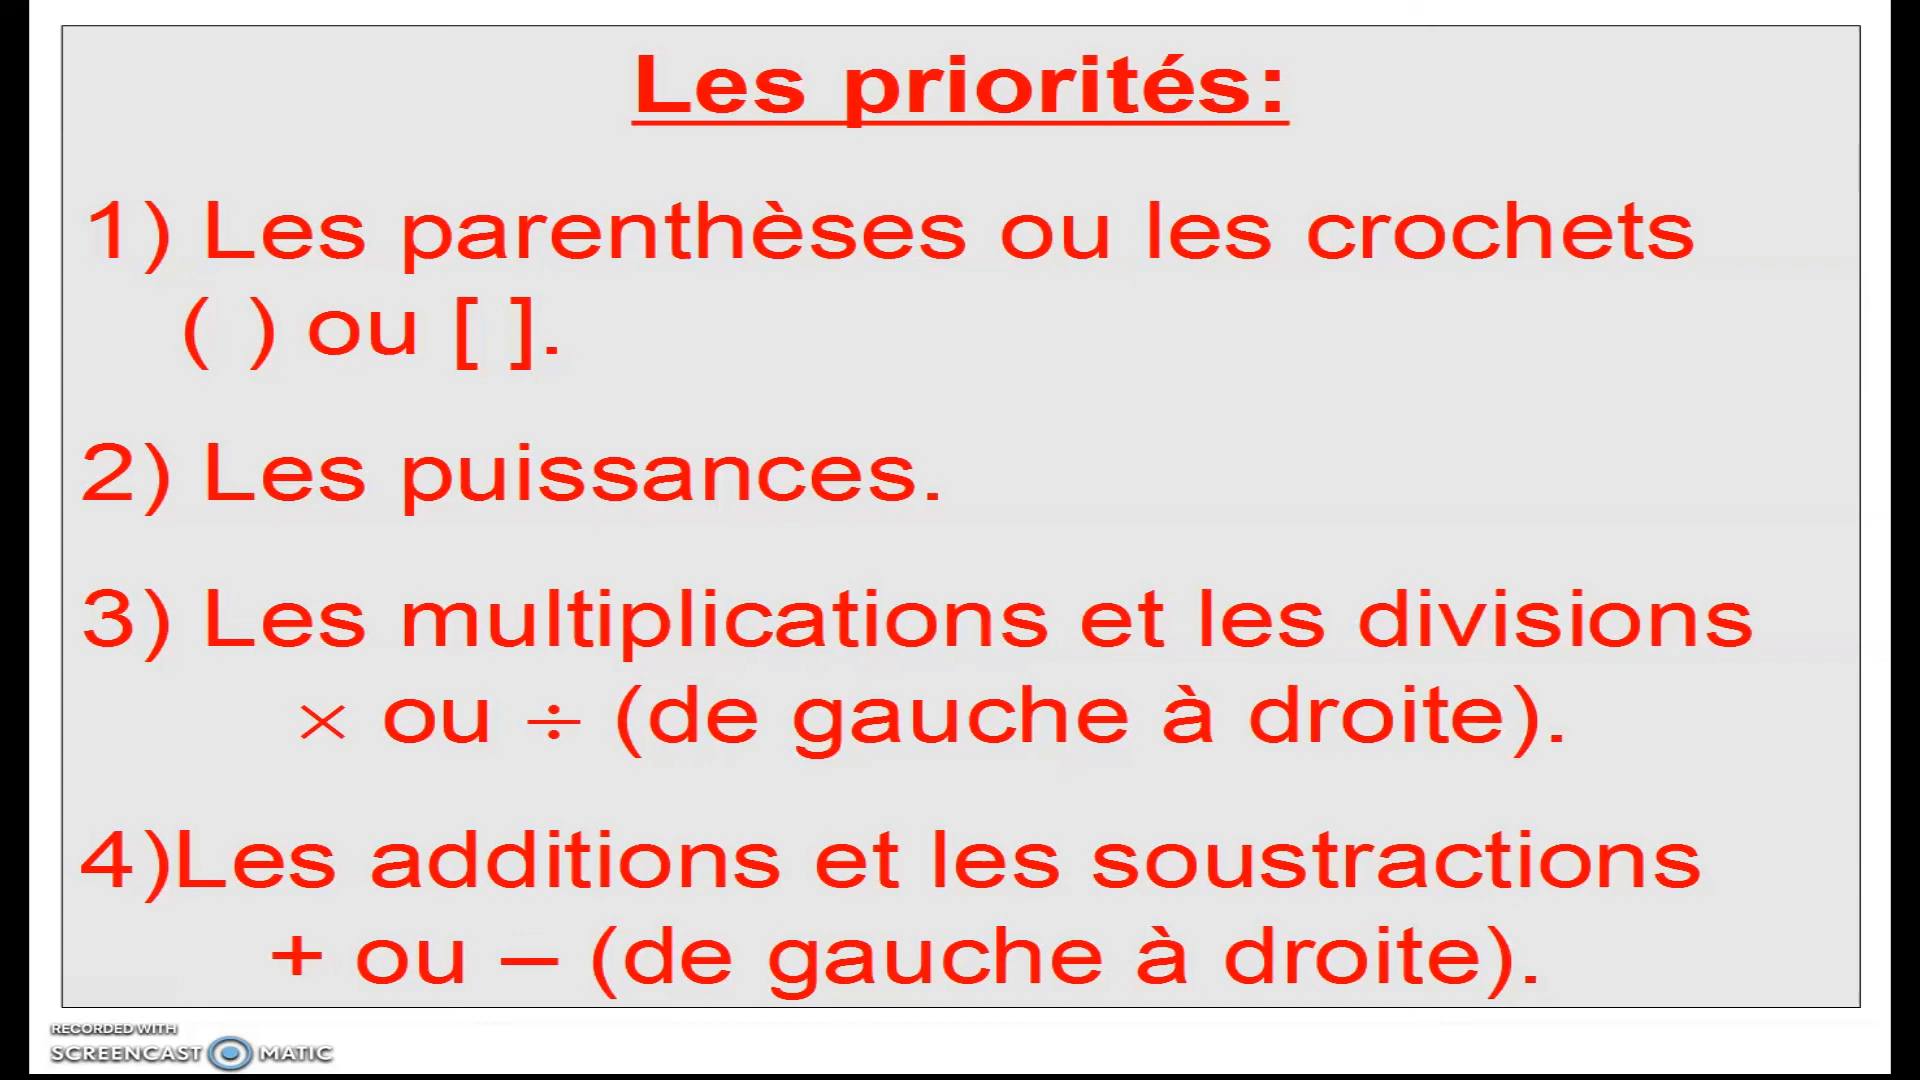 Les priorités:
1) Les parenthèses ou les crochets
( ) ou [ ].
2) Les puissances.
3) Les multiplications et les divisions
× ou ÷ (de gauche à droite).
4)Les additions et les soustractions
+ ou – (de gauche à droite).
RECORDED WITH
SCREENCAST MATIC